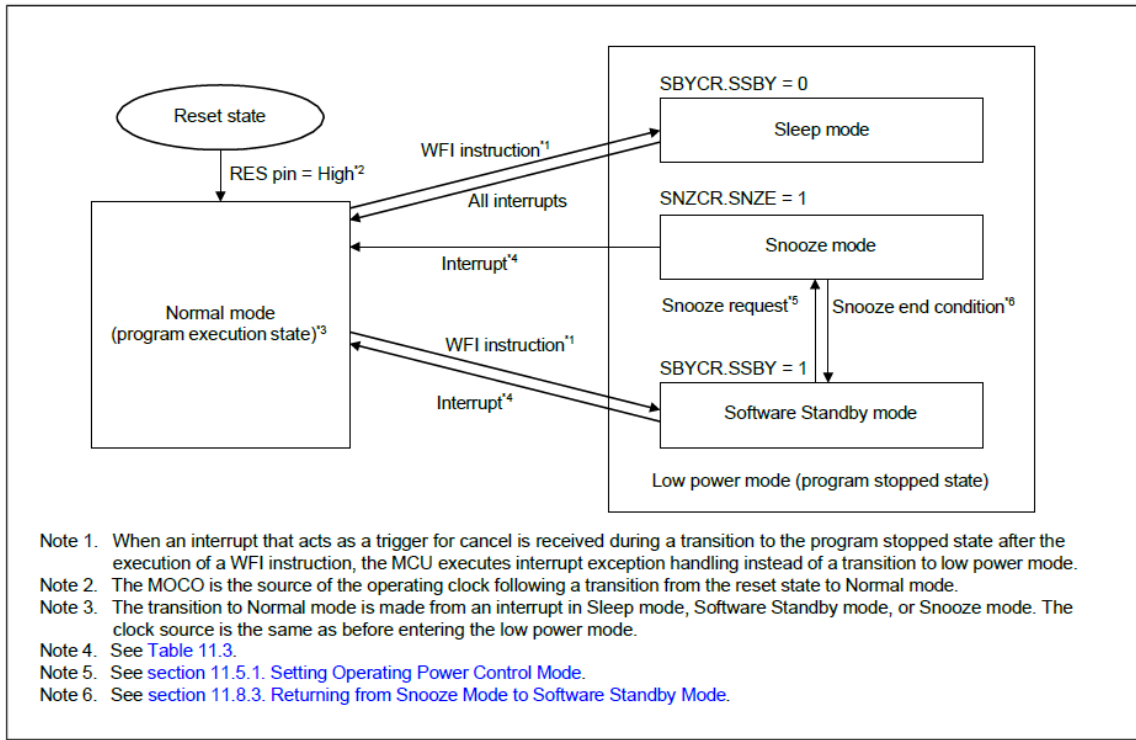 SBYCR.SSBY = 0
Reset state
Sleep mode
WFI instruction*1
RES pin = High*2
All interrupts
SNZCR.SNZE = 1
Snooze mode
Interrupt*4
Snooze request*5
Snooze end condition*6
Normal mode
(program execution state)*3
WFI instruction*1
SBYCR.SSBY = 1
Interrupt*4
Software Standby mode
Low power mode (program stopped state)
Note 1. When an interrupt that acts as a trigger for cancel is received during a transition to the program stopped state after the
execution of a WFI instruction, the MCU executes interrupt exception handling instead of a transition to low power mode.
Note 2. The MOCO is the source of the operating clock following a transition from the reset state to Normal mode.
Note 3. The transition to Normal mode is made from an interrupt in Sleep mode, Software Standby mode, or Snooze mode. The
clock source is the same as before entering the low power mode.
Note 4. See Table 11.3.
Note 5. See section 11.5.1. Setting Operating Power Control Mode.
Note 6. See section 11.8.3. Returning from Snooze Mode to Software Standby Mode.